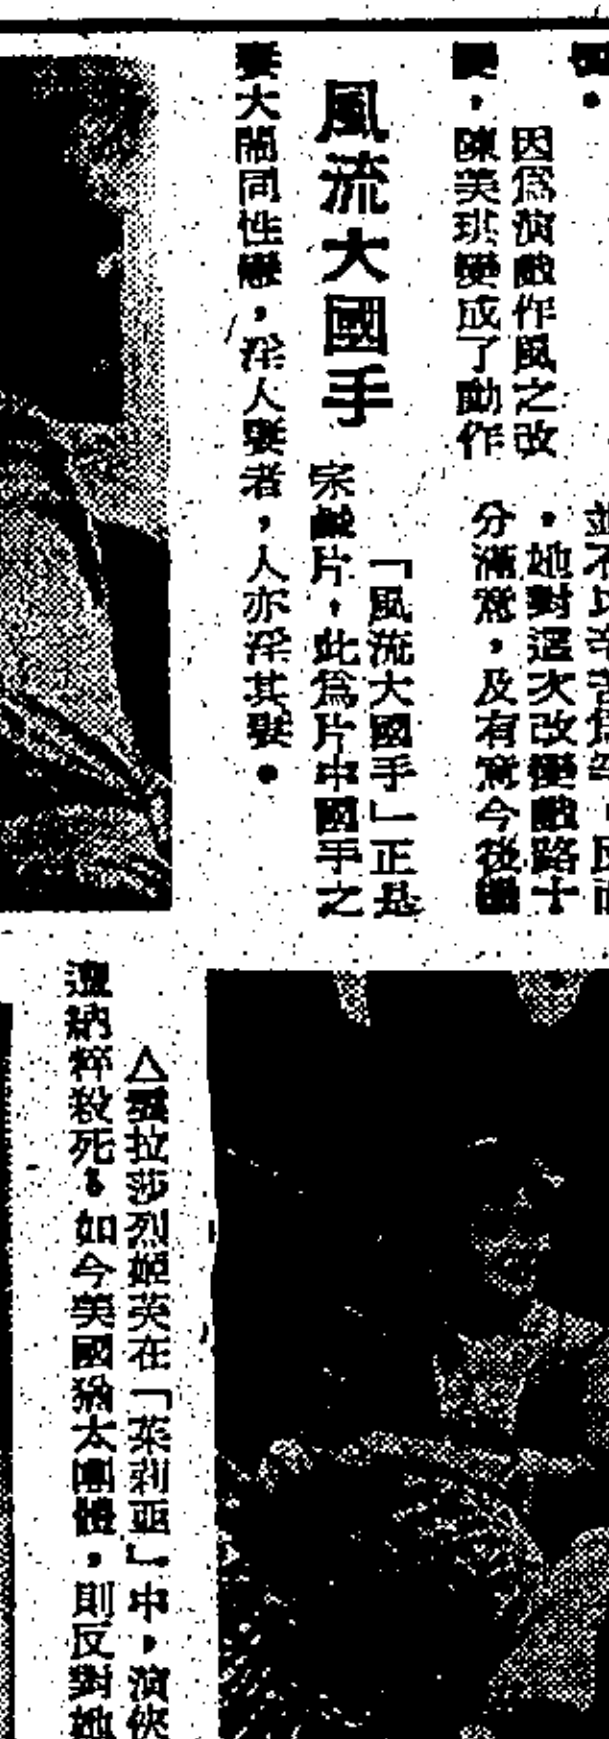 因為演戲作風之改
變,陳美琪變成了動作
,她對這次改變戲路十
分滿意,及有意今後繼
風流大國手
「風流大國手」正是
宗鹹片,此為片中國手之
妻大鬧同性戀,淫人妻者,人亦淫其妻。
△雲拉莎烈姬英在「茱莉亞」中,演俠
遭納粹殺死。如今美國猶太團體,則反對她